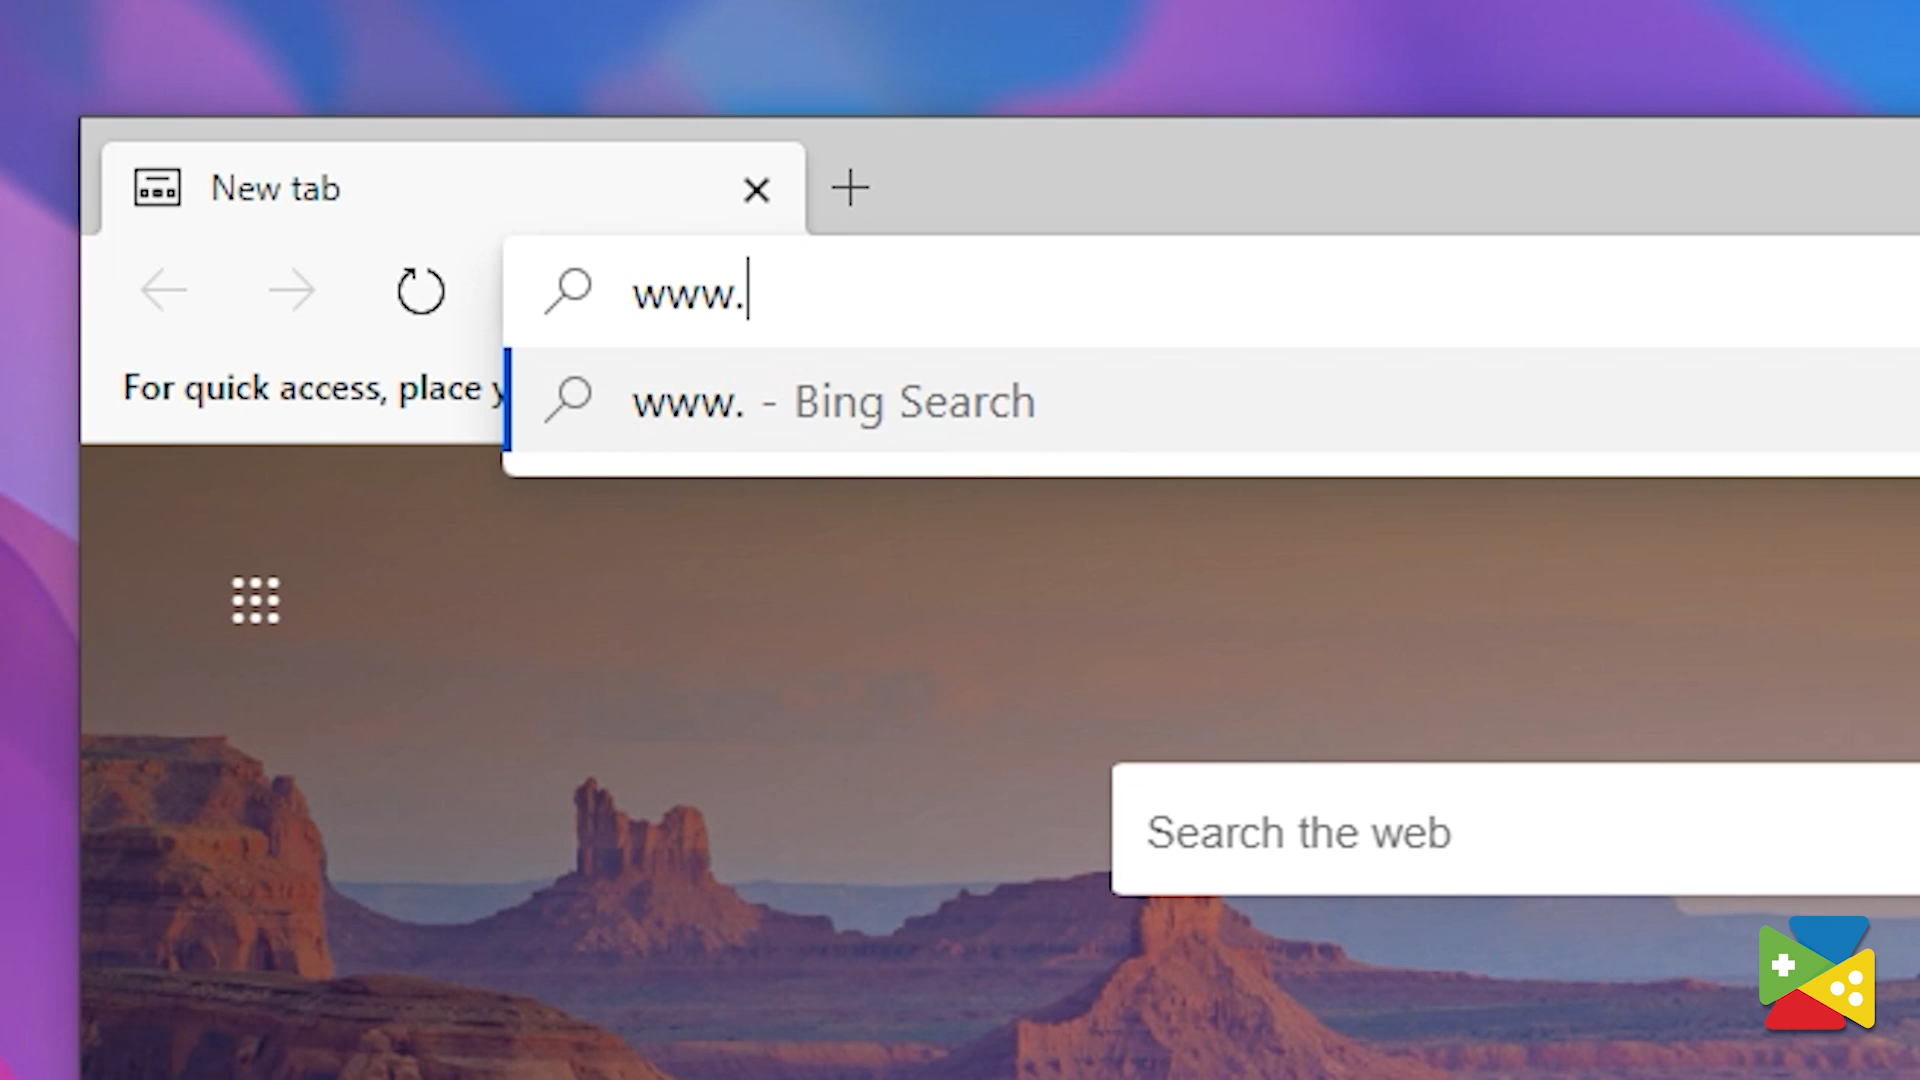 New tab
www.
www. - Bing Search
For quick access, place
Search the web